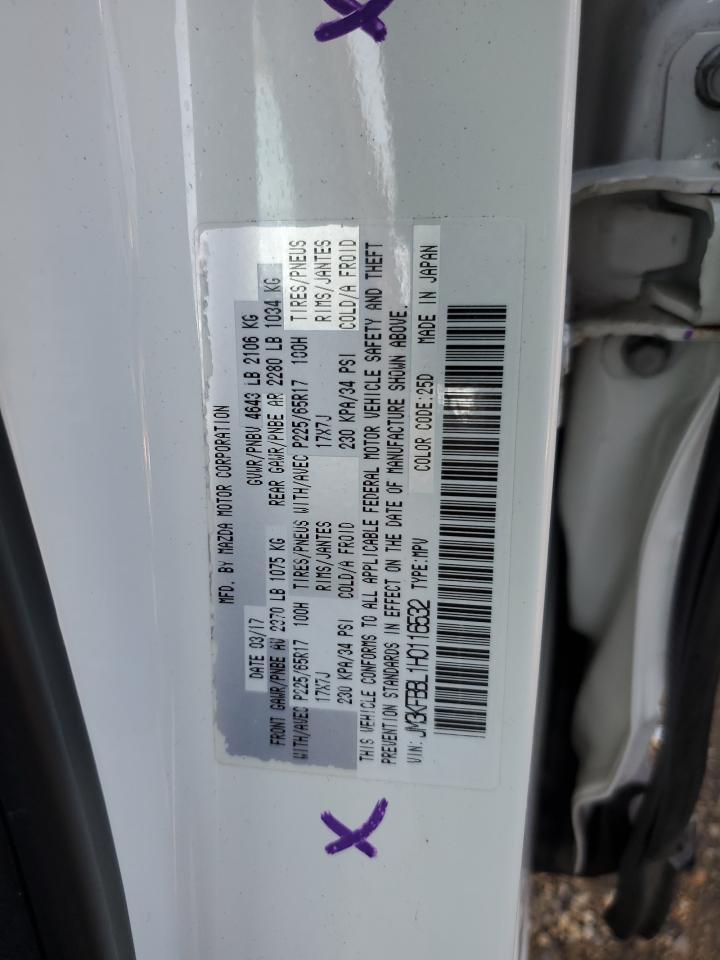 MFD. BY MAZDA MOTOR CORPORATION
DATE 03/17 GVWR/PNBV 4643 LB 2106 KG
FRONT GAWR/PNBE AV 2370 LB 1075 KG REAR GAWR/PNBE AR 2280 LB 1034 KG
WITH/AVEC P225/65R17 100H TIRES/PNEUS WITH/AVEC P225/65R17 100H TIRES/PNEUS
17X7J RIMS/JANTES 17X7J RIMS/JANTES
230 KPA/34 PSI COLD/A FROID 230 KPA/34 PSI COLD/A FROID
THIS VEHICLE CONFORMS TO ALL APPLICABLE FEDERAL MOTOR VEHICLE SAFETY AND THEFT
PREVENTION STANDARDS IN EFFECT ON THE DATE OF MANUFACTURE SHOWN ABOVE.
VIN: JM3KFBBL1H0116532 TYPE:MPV COLOR CODE:25D MADE IN JAPAN